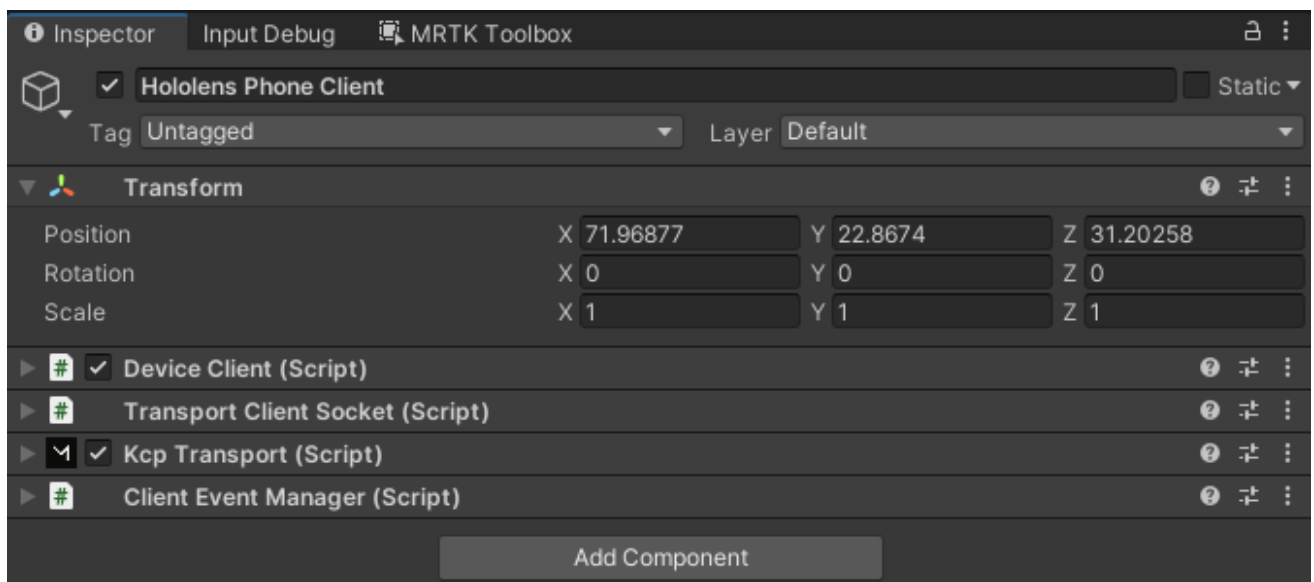 Inspector Input Debug MRTK Toolbox
Hololens Phone Client Static
Tag Untagged Layer Default
Transform
Position X 71.96877 Y 22.8674 Z 31.20258
Rotation X 0 Y 0 Z 0
Scale X 1 Y 1 Z 1
# Device Client (Script)
# Transport Client Socket (Script)
Kcp Transport (Script)
# Client Event Manager (Script)
Add Component